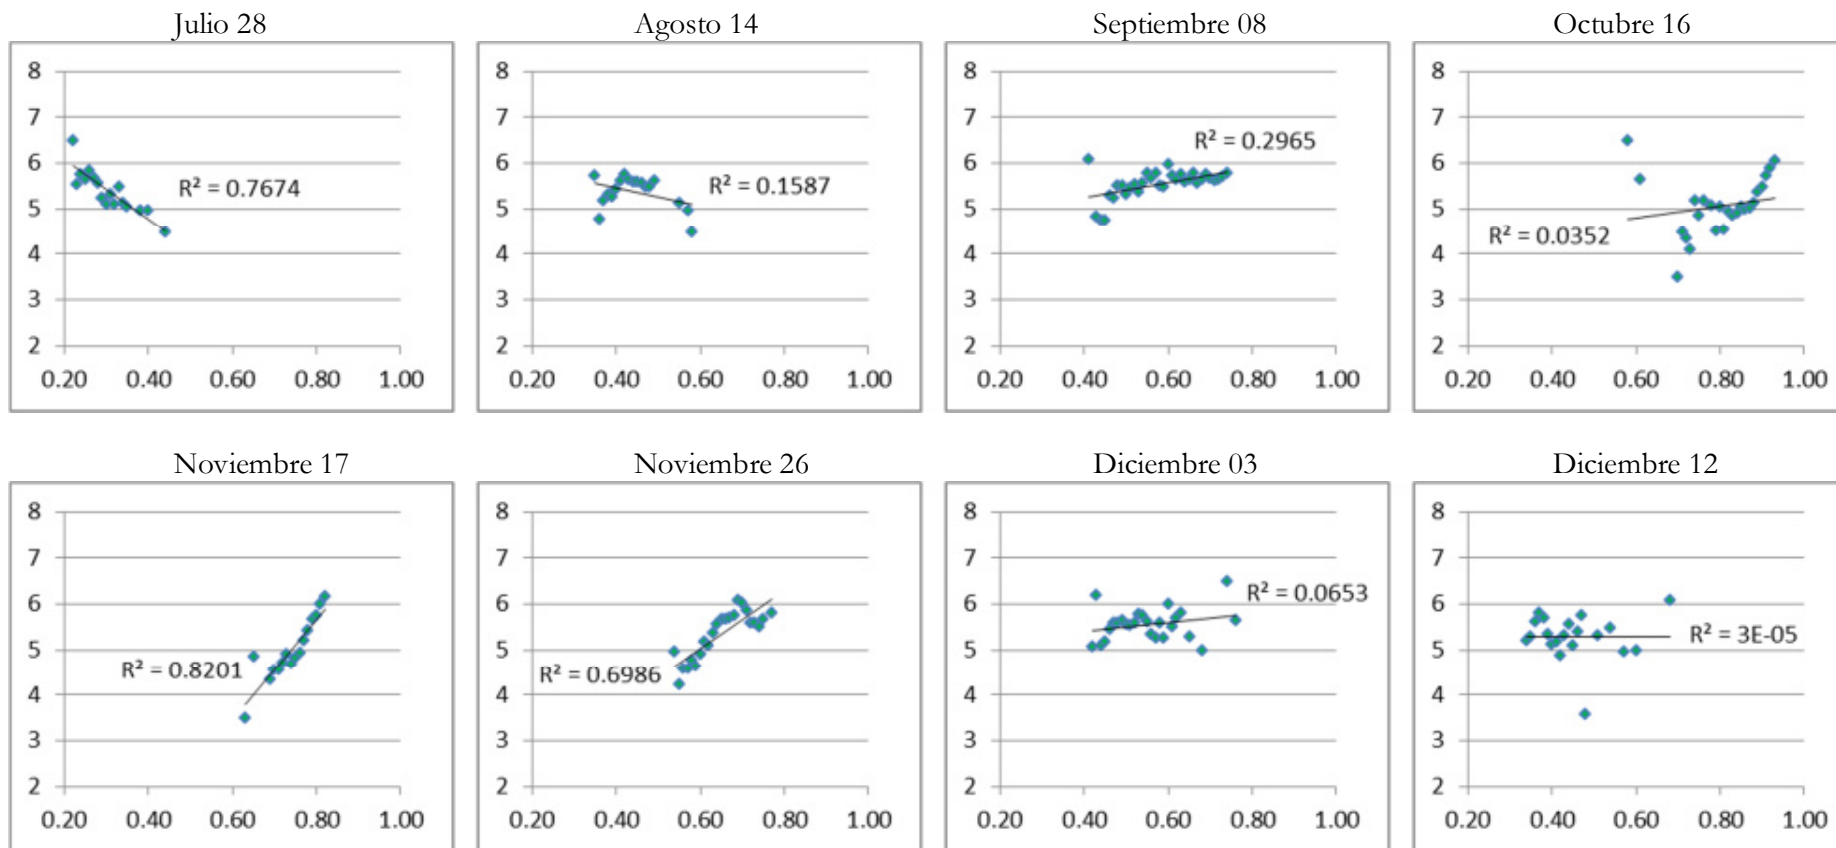 Julio 28
8
7
6
5
4
3
2
R² = 0.7674
0.20 0.40 0.60 0.80 1.00
Agosto 14
8
7
6
5
4
3
2
R² = 0.1587
0.20 0.40 0.60 0.80 1.00
Septiembre 08
8
7
6
5
4
3
2
R² = 0.2965
0.20 0.40 0.60 0.80 1.00
Octubre 16
8
7
6
5
4
3
2
R² = 0.0352
0.20 0.40 0.60 0.80 1.00
Noviembre 17
8
7
6
5
4
3
2
R² = 0.8201
0.20 0.40 0.60 0.80 1.00
Noviembre 26
8
7
6
5
4
3
2
R² = 0.6986
0.20 0.40 0.60 0.80 1.00
Diciembre 03
8
7
6
5
4
3
2
R² = 0.0653
0.20 0.40 0.60 0.80 1.00
Diciembre 12
8
7
6
5
4
3
2
R² = 3E-05
0.20 0.40 0.60 0.80 1.00